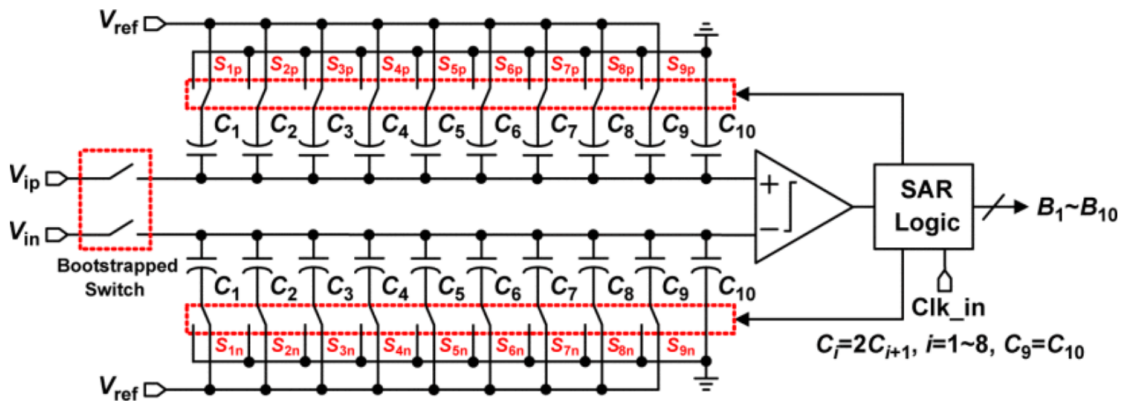 Vref
S1p S2p S3p S4p S5p S6p S7p S8p S9p
C1 C2 C3 C4 C5 C6 C7 C8 C9 C10
Vip
+
SAR
Logic
B1~B10
Vin
−
Bootstrapped
Switch
C1 C2 C3 C4 C5 C6 C7 C8 C9 C10
Clk_in
S1n S2n S3n S4n S5n S6n S7n S8n S9n
Ci=2Ci+1, i=1~8, C9=C10
Vref